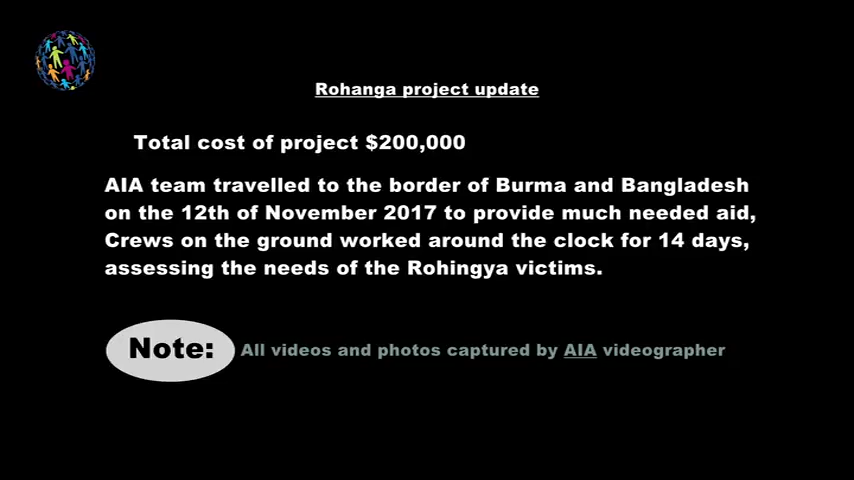 Rohanga project update
Total cost of project $200,000
AIA team travelled to the border of Burma and Bangladesh
on the 12th of November 2017 to provide much needed aid,
Crews on the ground worked around the clock for 14 days,
assessing the needs of the Rohingya victims.
Note: All videos and photos captured by AIA videographer